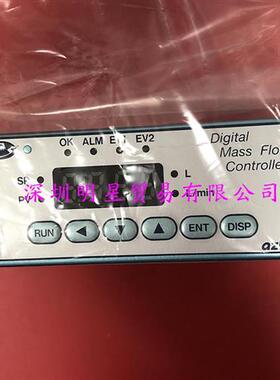 Digital
Mass Flo
Controlle
OK ALM EV1 EV2
L
深圳明星贸易有限公司
RUN ◀ ▼ ▲ ENT DISP